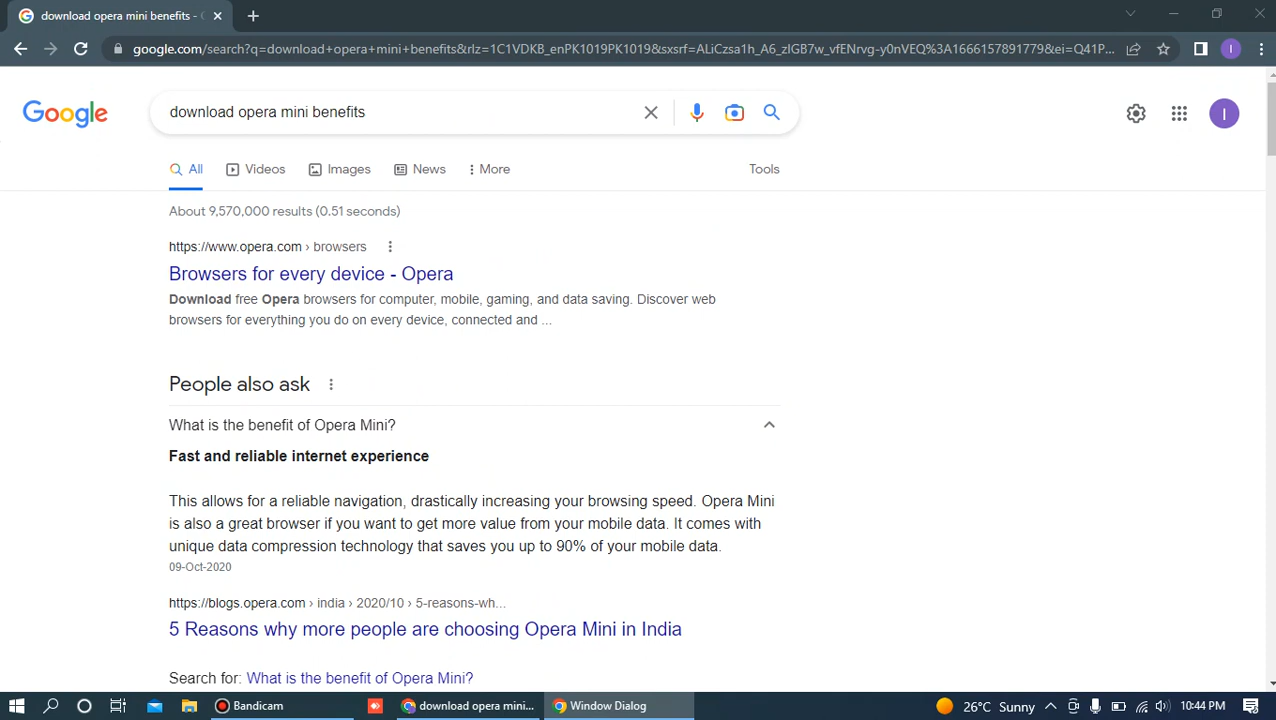 download opera mini benefits - G
google.com/search?q=download+opera+mini+benefits&rlz=1C1VDKB_enPK1019PK1019&sxsrf=ALiCzsa1h_A6_zlGB7w_vfENrvg-y0nVEQ%3A1666157891779&ei=Q41P...
I
Google
download opera mini benefits
I
All
Videos
Images
News
More
Tools
About 9,570,000 results (0.51 seconds)
https://www.opera.com › browsers
Browsers for every device - Opera
Download free Opera browsers for computer, mobile, gaming, and data saving. Discover web
browsers for everything you do on every device, connected and ...
People also ask
What is the benefit of Opera Mini?
Fast and reliable internet experience
This allows for a reliable navigation, drastically increasing your browsing speed. Opera Mini
is also a great browser if you want to get more value from your mobile data. It comes with
unique data compression technology that saves you up to 90% of your mobile data.
09-Oct-2020
https://blogs.opera.com › india › 2020/10 › 5-reasons-wh...
5 Reasons why more people are choosing Opera Mini in India
Search for: What is the benefit of Opera Mini?
Bandicam
download opera mini...
Window Dialog
26°C Sunny
10:44 PM